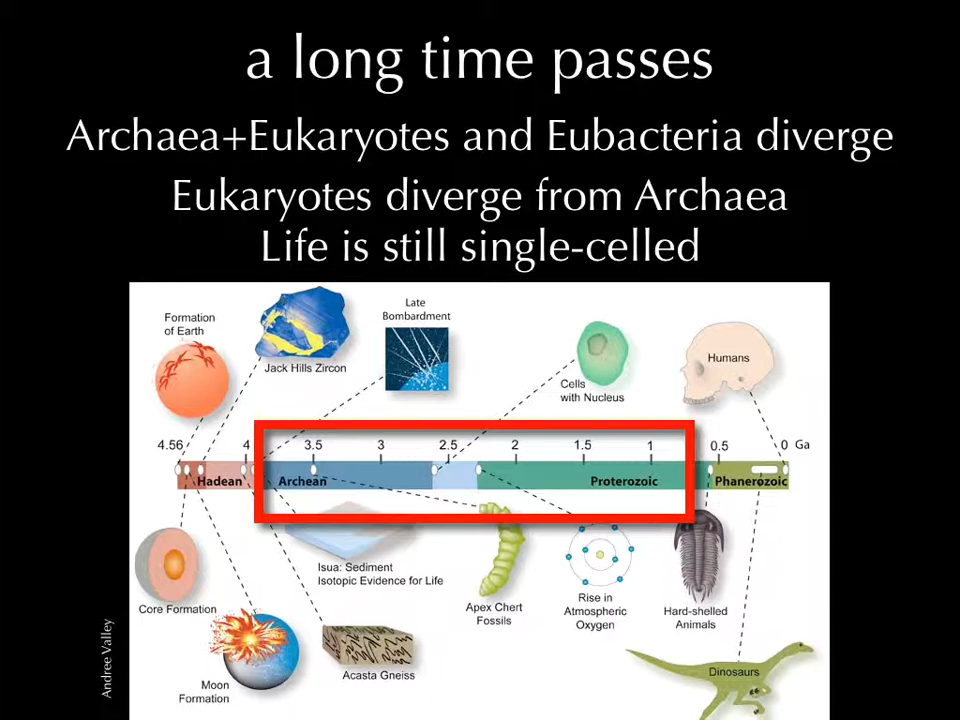 a long time passes
Archaea+Eukaryotes and Eubacteria diverge
Eukaryotes diverge from Archaea
Life is still single-celled
Formation
of Earth
Jack Hills Zircon
Late
Bombardment
Cells
with Nucleus
Humans
4.56 4 3.5 3 2.5 2 1.5 1 0.5 0 Ga
Hadean Archean Proterozoic Phanerozoic
Isua: Sediment
Isotopic Evidence for Life
Core Formation
Apex Chert
Fossils
Rise in
Atmospheric
Oxygen
Hard-shelled
Animals
Moon
Formation
Acasta Gneiss
Dinosaurs
Andree Valley